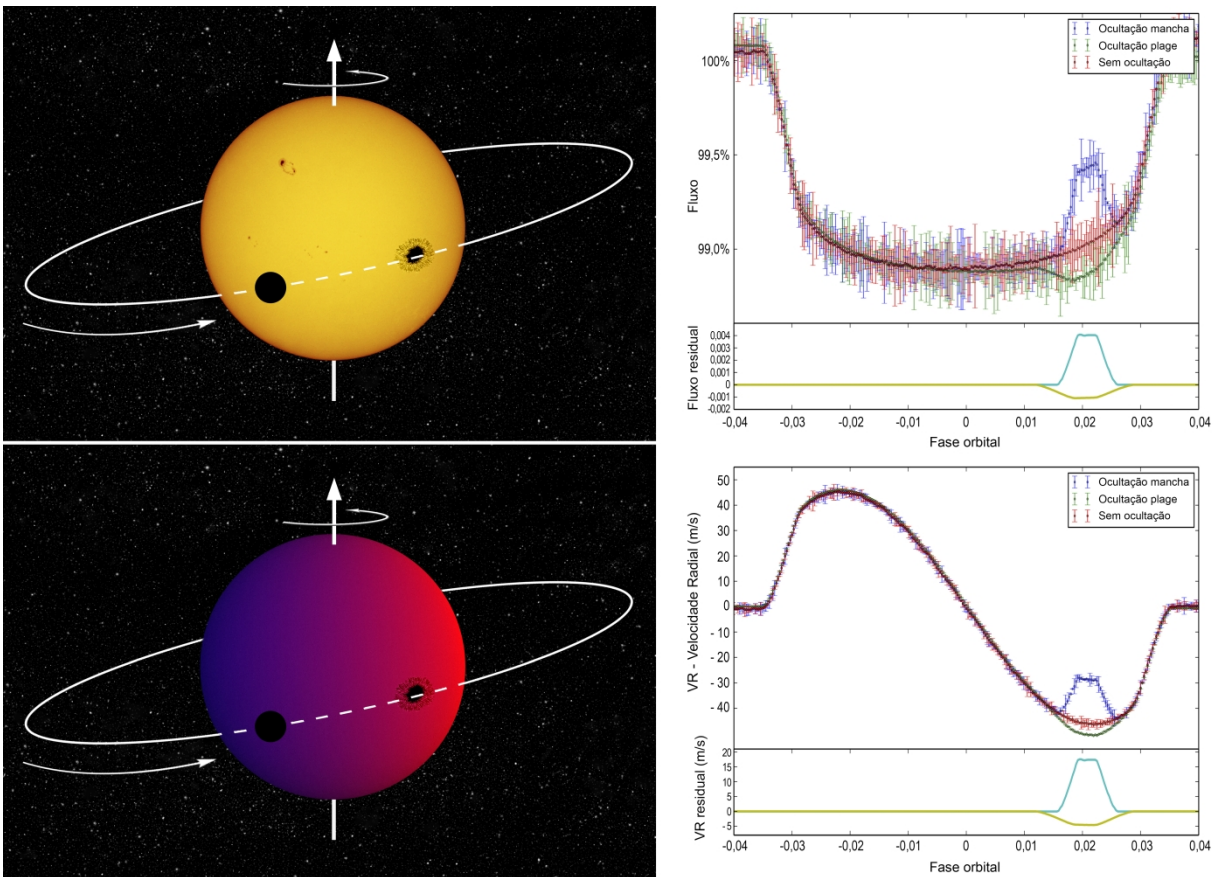 100%
99,5%
99,0%
Fluxo
Ocultação mancha
Ocultação plage
Sem ocultação
0,004
0,003
0,002
0,001
0
-0,001
-0,002
Fluxo residual
-0,04 -0,03 -0,02 -0,01 0 0,01 0,02 0,03 0,04
Fase orbital
50
40
30
20
10
0
- 10
- 20
- 30
- 40
VR - Velocidade Radial (m/s)
Ocultação mancha
Ocultação plage
Sem ocultação
20
15
10
5
0
-5
VR residual (m/s)
-0,04 -0,03 -0,02 -0,01 0 0,01 0,02 0,03 0,04
Fase orbital